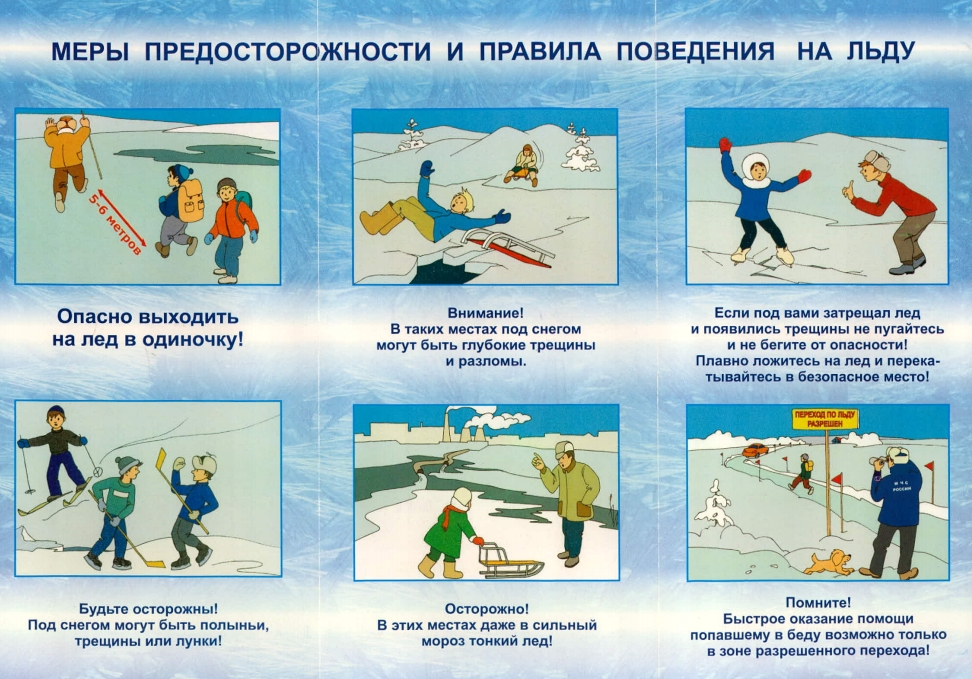 МЕРЫ ПРЕДОСТОРОЖНОСТИ И ПРАВИЛА ПОВЕДЕНИЯ НА ЛЬДУ
5-6 метров
Опасно выходить
на лед в одиночку!
Внимание!
В таких местах под снегом
могут быть глубокие трещины
и разломы.
Если под вами затрещал лед
и появились трещины не пугайтесь
и не бегите от опасности!
Плавно ложитесь на лед и перека-
тывайтесь в безопасное место!
ПЕРЕХОД ПО ЛЬДУ
РАЗРЕШЕН
М Ч С
РОССИИ
Будьте осторожны!
Под снегом могут быть полыньи,
трещины или лунки!
Осторожно!
В этих местах даже в сильный
мороз тонкий лед!
Помните!
Быстрое оказание помощи
попавшему в беду возможно только
в зоне разрешенного перехода!